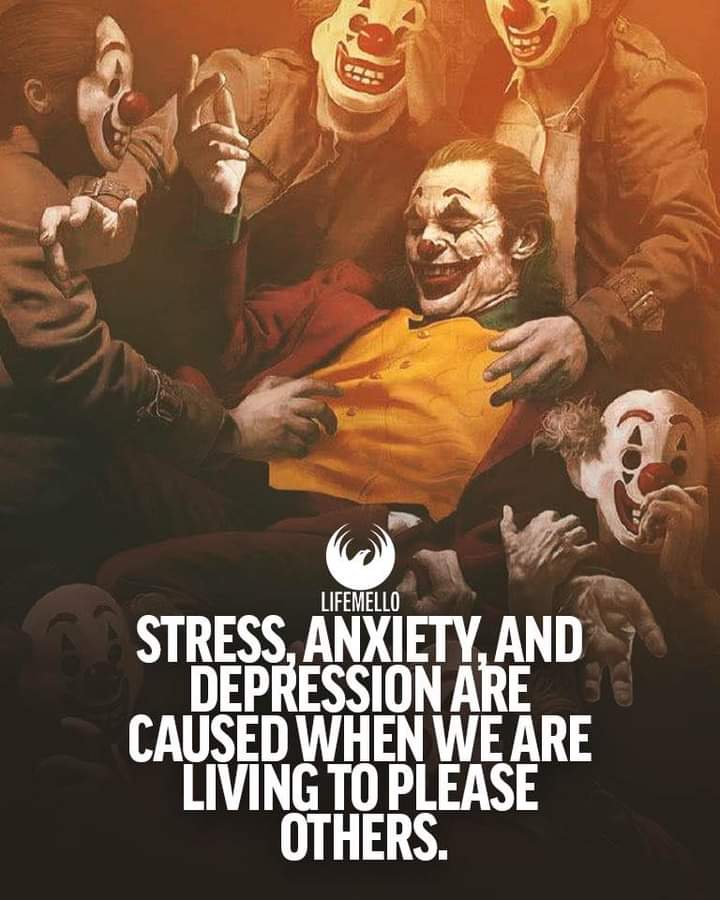 LIFEMELLO
STRESS, ANXIETY, AND
DEPRESSION ARE
CAUSED WHEN WE ARE
LIVING TO PLEASE
OTHERS.